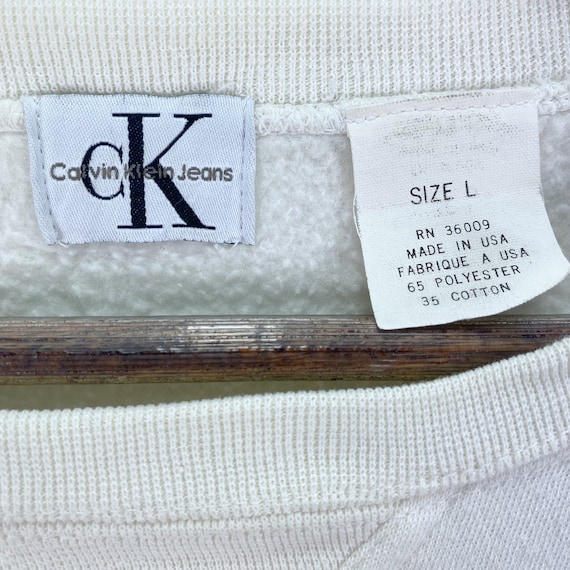 CK
Calvin Klein Jeans
SIZE L
RN 36009
MADE IN USA
FABRIQUE A USA
65 POLYESTER
35 COTTON